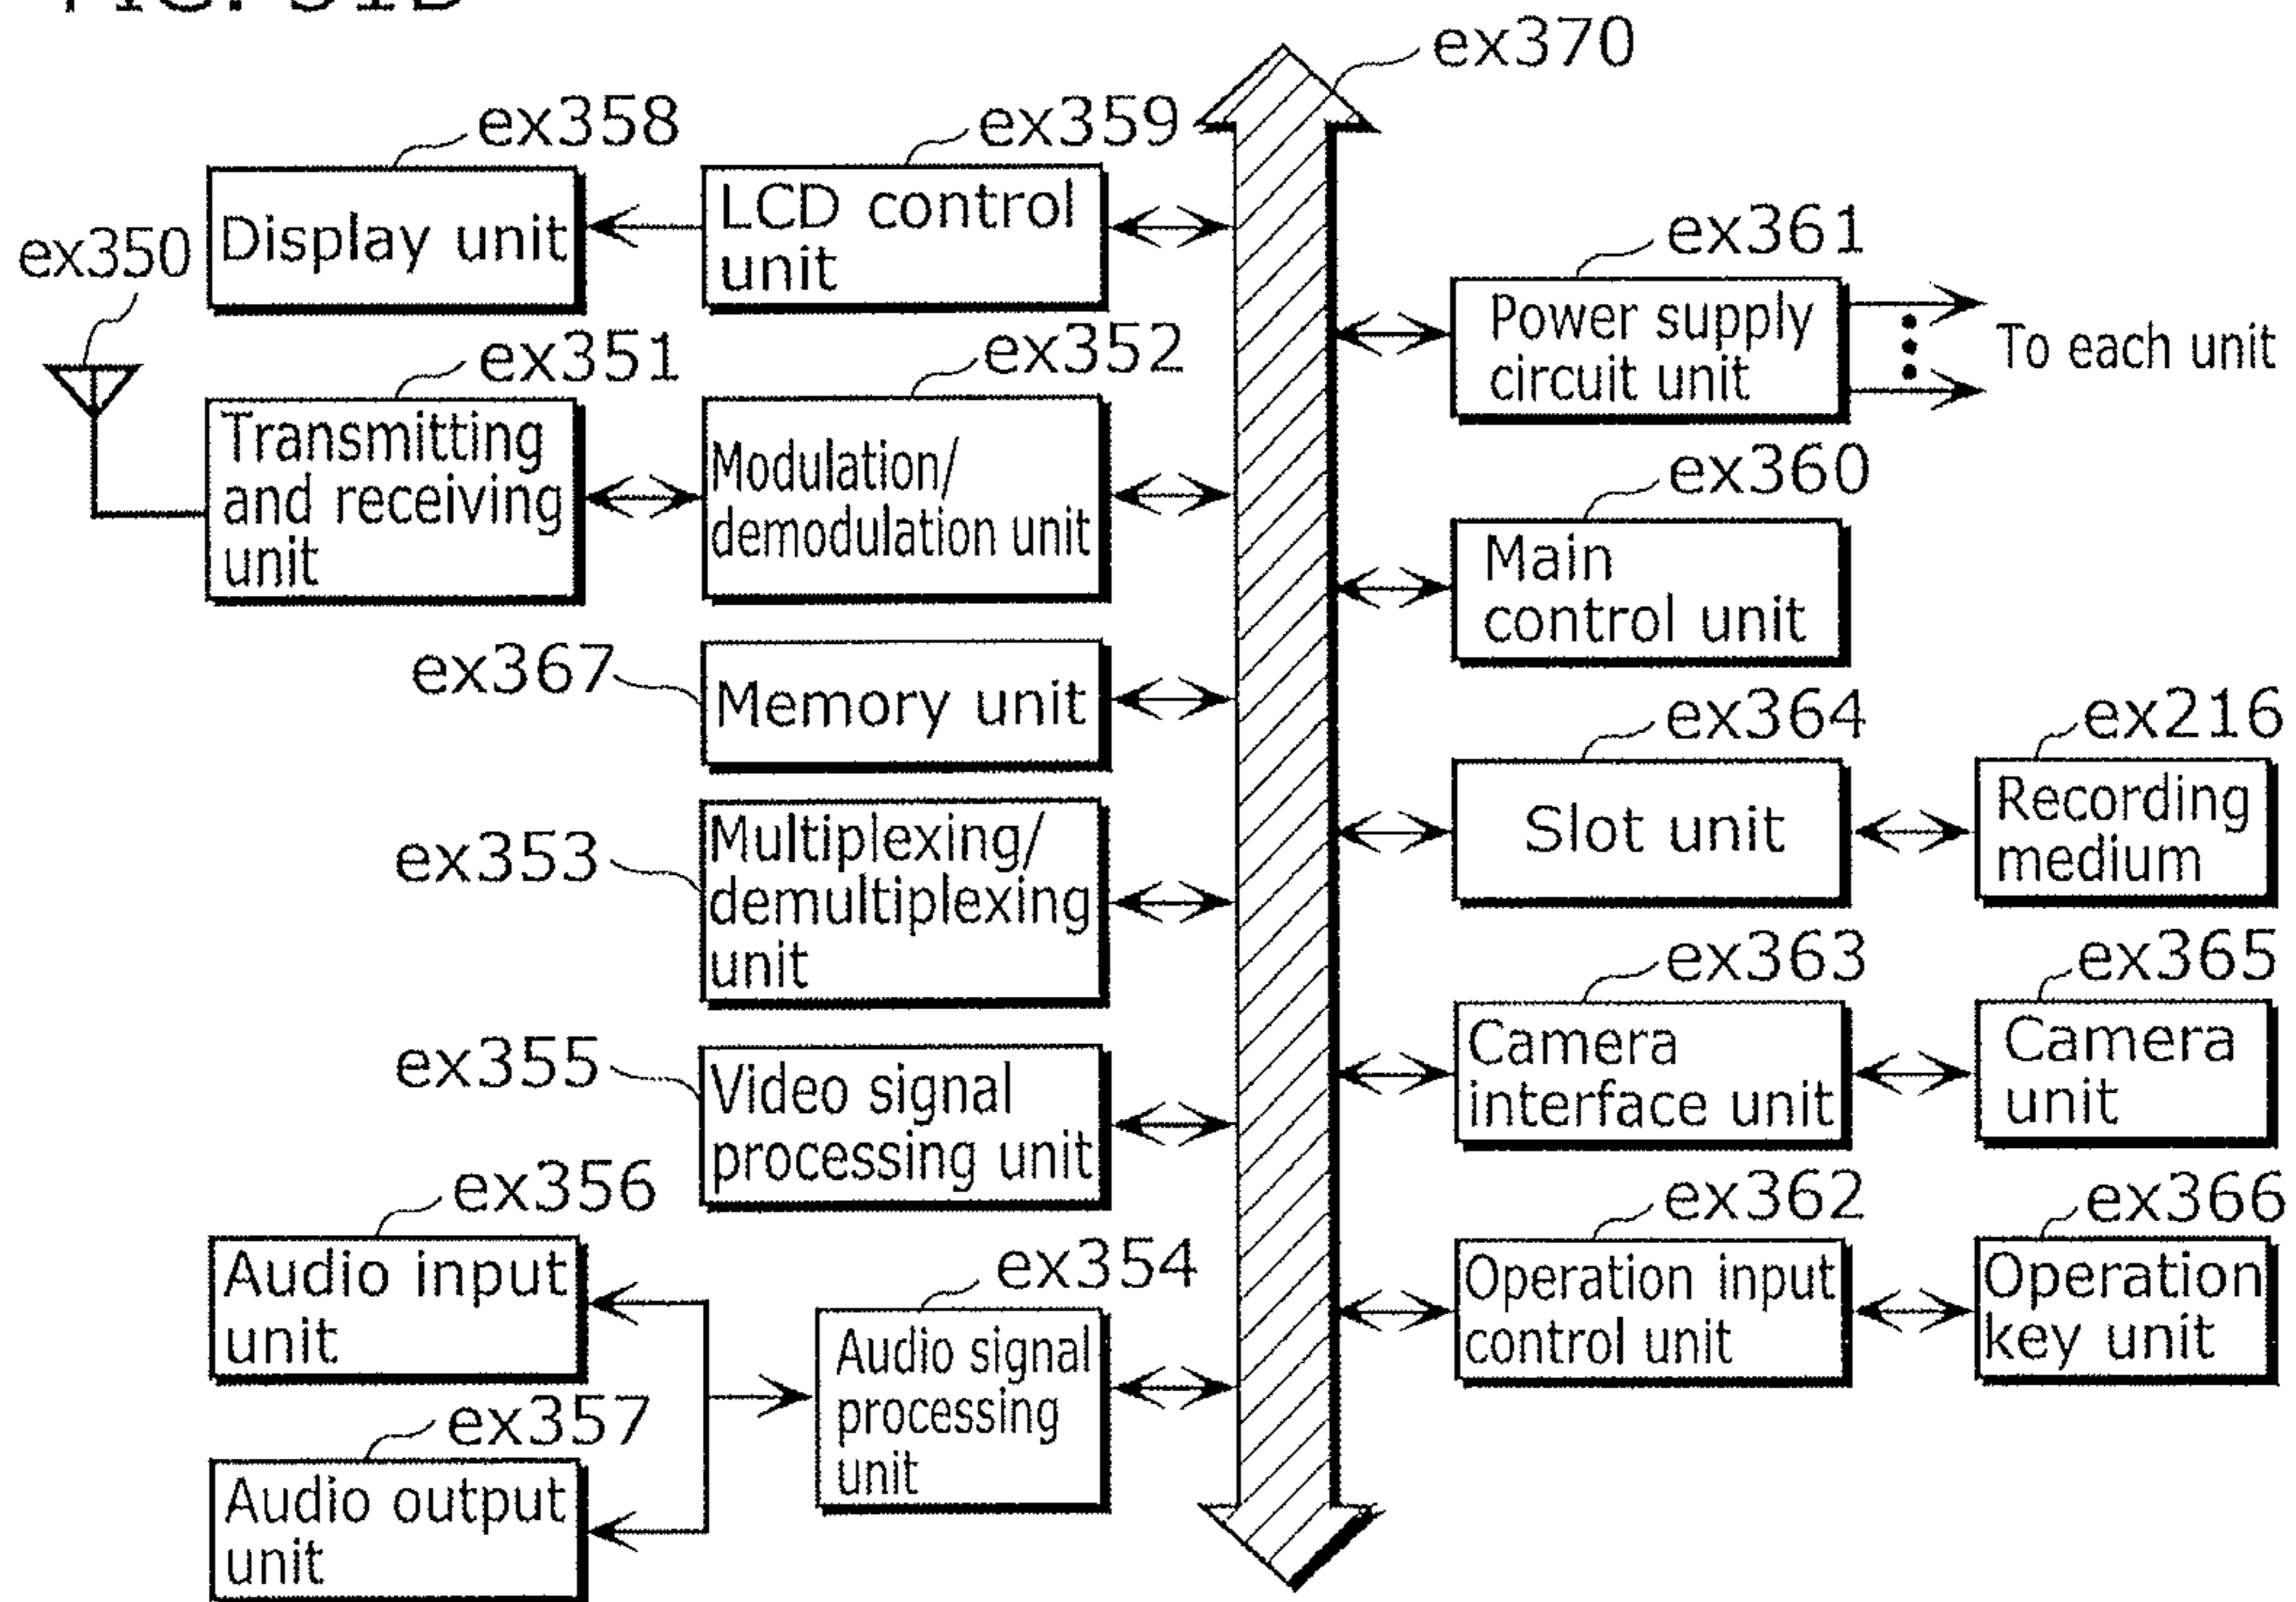 ex370
ex358
ex359
Display unit
LCD control
unit
ex350
ex361
Power supply
circuit unit
To each unit
ex351
ex352
Transmitting
and receiving
unit
Modulation/
demodulation unit
ex360
Main
control unit
ex367
Memory unit
ex364
ex216
Slot unit
Recording
medium
ex353
Multiplexing/
demultiplexing
unit
ex363
ex365
Camera
interface unit
Camera
unit
ex355
Video signal
processing unit
ex356
Audio input
unit
ex362
ex366
Operation input
control unit
Operation
key unit
ex354
Audio signal
processing
unit
ex357
Audio output
unit